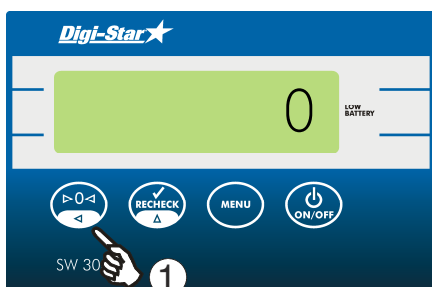 Digi-Star
0
LOW
BATTERY
▷0◁
RECHECK
MENU
ON/OFF
SW 30
1